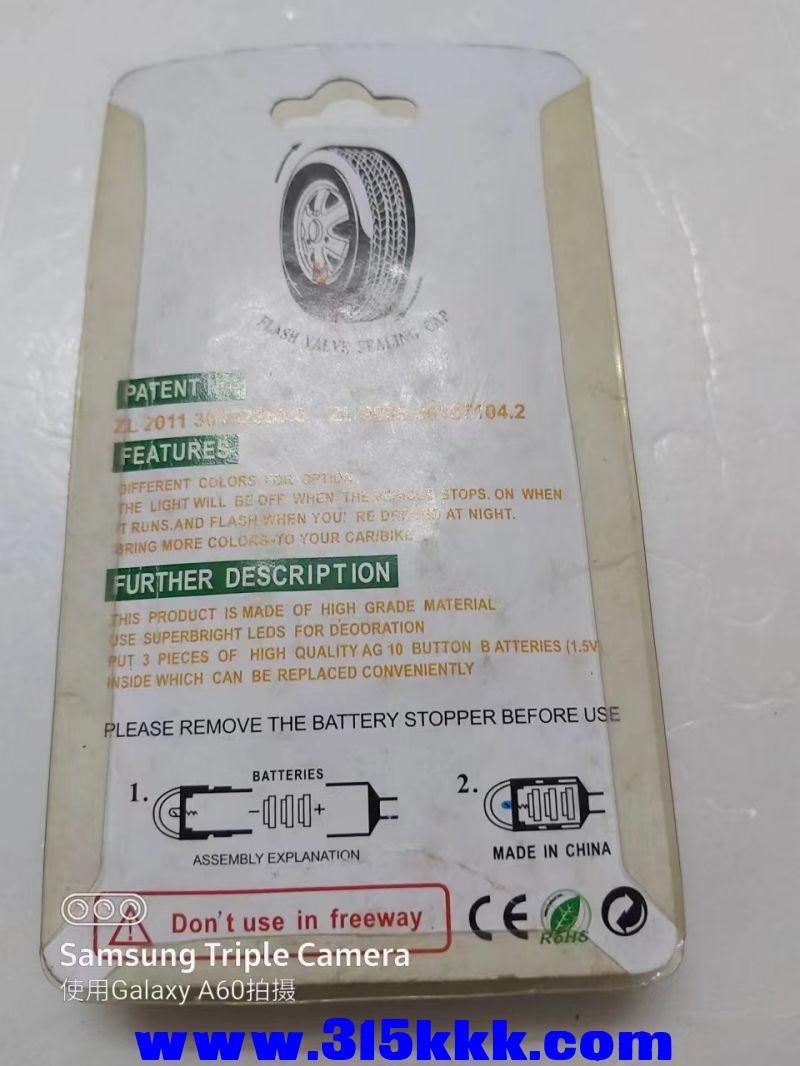 FLASH VALVE SEALING CAP
PATENT
ZL 2011 104.2
FEATURES
DIFFERENT COLORS FOR OPTION
THE LIGHT WILL BE OFF WHEN THE STOPS. ON WHEN
IT RUNS.AND FLASH WHEN YOU' RE AT NIGHT.
BRING MORE COLORS TO YOUR CAR/BIKE
FURTHER DESCRIPTION
THIS PRODUCT IS MADE OF HIGH GRADE MATERIAL
USE SUPERBRIGHT LEDS FOR DEODRATION
PUT 3 PIECES OF HIGH QUALITY AG 10 BUTTON B ATTERIES (1.5V
INSIDE WHICH CAN BE REPLACED CONVENIENTLY
PLEASE REMOVE THE BATTERY STOPPER BEFORE USE
1. BATTERIES 2.
- +
ASSEMBLY EXPLANATION MADE IN CHINA
Don't use in freeway CE
RoHS
Samsung Triple Camera
使用Galaxy A60拍摄
www.315kkk.com